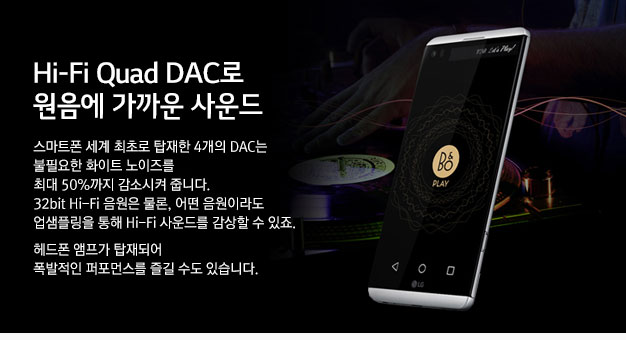 Hi-Fi Quad DAC로
원음에 가까운 사운드
스마트폰 세계 최초로 탑재한 4개의 DAC는
불필요한 화이트 노이즈를
최대 50%까지 감소시켜 줍니다.
32bit Hi-Fi 음원은 물론, 어떤 음원이라도
업샘플링을 통해 Hi-Fi 사운드를 감상할 수 있죠.
헤드폰 앰프가 탑재되어
폭발적인 퍼포먼스를 즐길 수도 있습니다.
Let's Play!
B&O
PLAY
LG